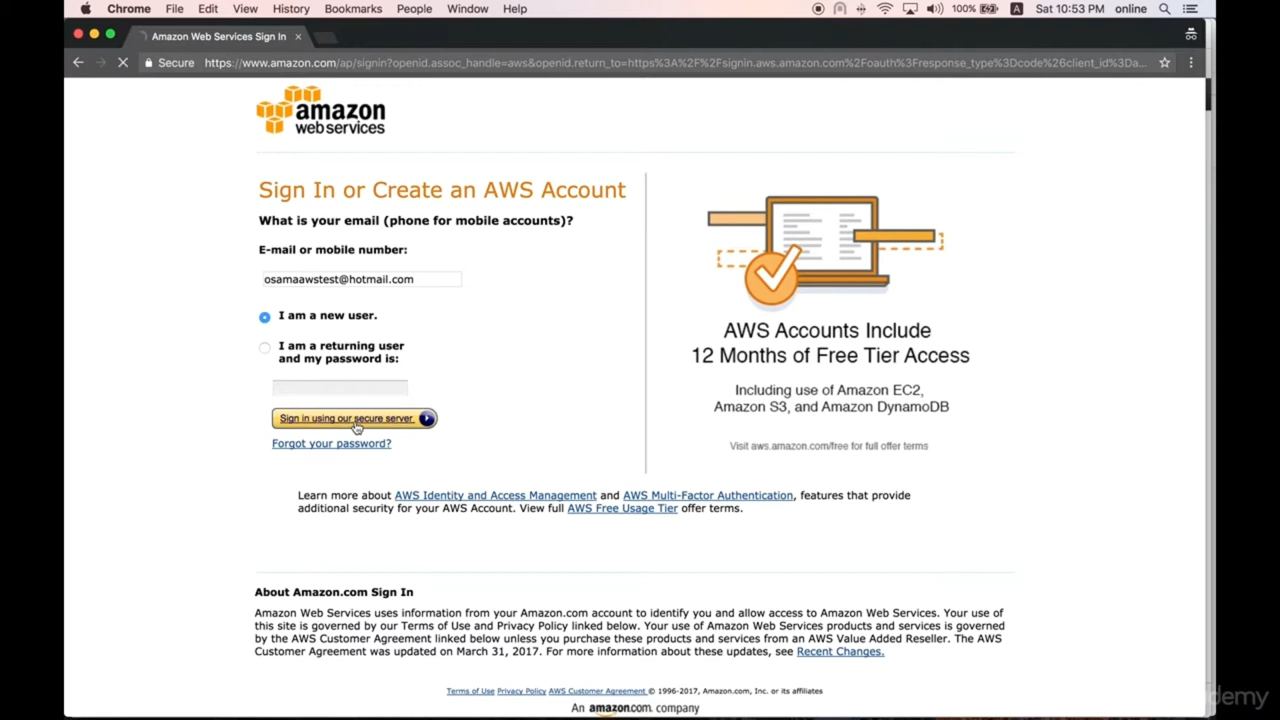 Chrome File Edit View History Bookmarks People Window Help 100% A Sat 10:53 PM online
Amazon Web Services Sign In
Secure https://www.amazon.com/ap/signin?openid.assoc_handle=aws&openid.return_to=https%3A%2F%2Fsignin.aws.amazon.com%2Foauth%3Fresponse_type%3Dcode%26client_id%3Da...
amazon
web services
Sign In or Create an AWS Account
What is your email (phone for mobile accounts)?
E-mail or mobile number:
osamaawstest@hotmail.com
I am a new user.
I am a returning user
and my password is:
Sign in using our secure server
Forgot your password?
AWS Accounts Include
12 Months of Free Tier Access
Including use of Amazon EC2,
Amazon S3, and Amazon DynamoDB
Visit aws.amazon.com/free for full offer terms
Learn more about AWS Identity and Access Management and AWS Multi-Factor Authentication, features that provide
additional security for your AWS Account. View full AWS Free Usage Tier offer terms.
About Amazon.com Sign In
Amazon Web Services uses information from your Amazon.com account to identify you and allow access to Amazon Web Services. Your use of
this site is governed by our Terms of Use and Privacy Policy linked below. Your use of Amazon Web Services products and services is governed
by the AWS Customer Agreement linked below unless you purchase these products and services from an AWS Value Added Reseller. The AWS
Customer Agreement was updated on March 31, 2017. For more information about these updates, see Recent Changes.
Terms of Use Privacy Policy AWS Customer Agreement © 1996-2017, Amazon.com, Inc. or its affiliates
An amazon.com company